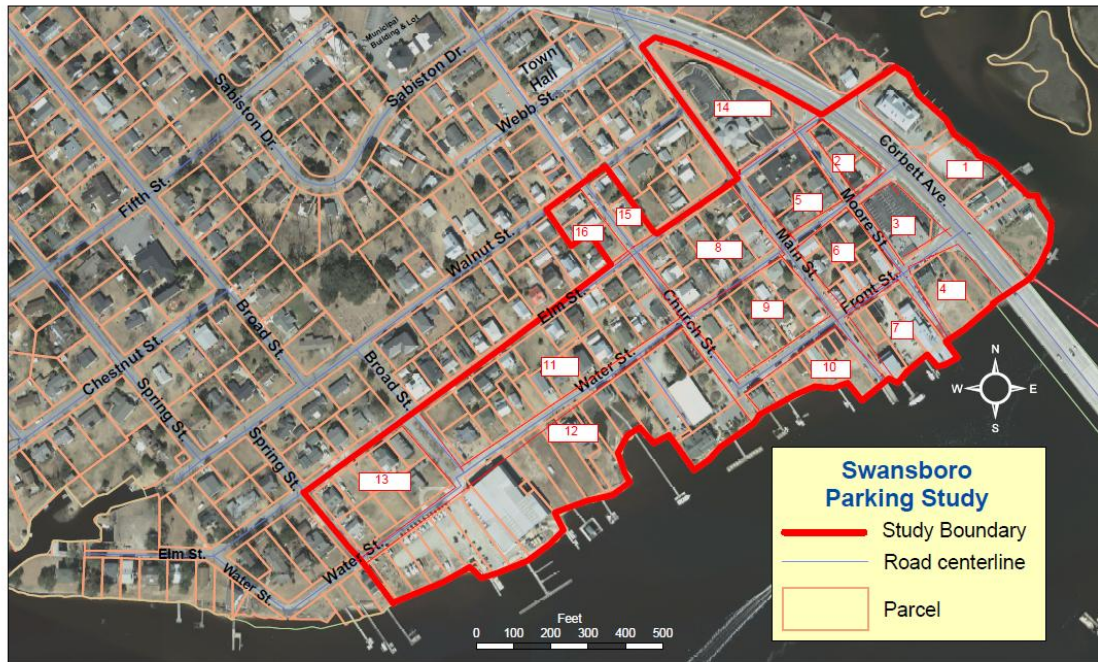 Municipal
Building & Lot
Sabiston Dr.
Sabiston Dr.
Town
Hall
Webb St.
14
Corbett Ave.
1
2
Fifth St.
5
Moore St.
3
15
16
Walnut St.
8
Main St.
6
Front St.
4
Elm St.
Church St.
9
7
Broad St.
Chestnut St.
Broad St.
11
Water St.
10
N
W
E
S
Spring St.
Spring St.
12
13
Swansboro
Parking Study
Study Boundary
Road centerline
Parcel
Elm St.
Water St.
Water St.
Feet
0 100 200 300 400 500